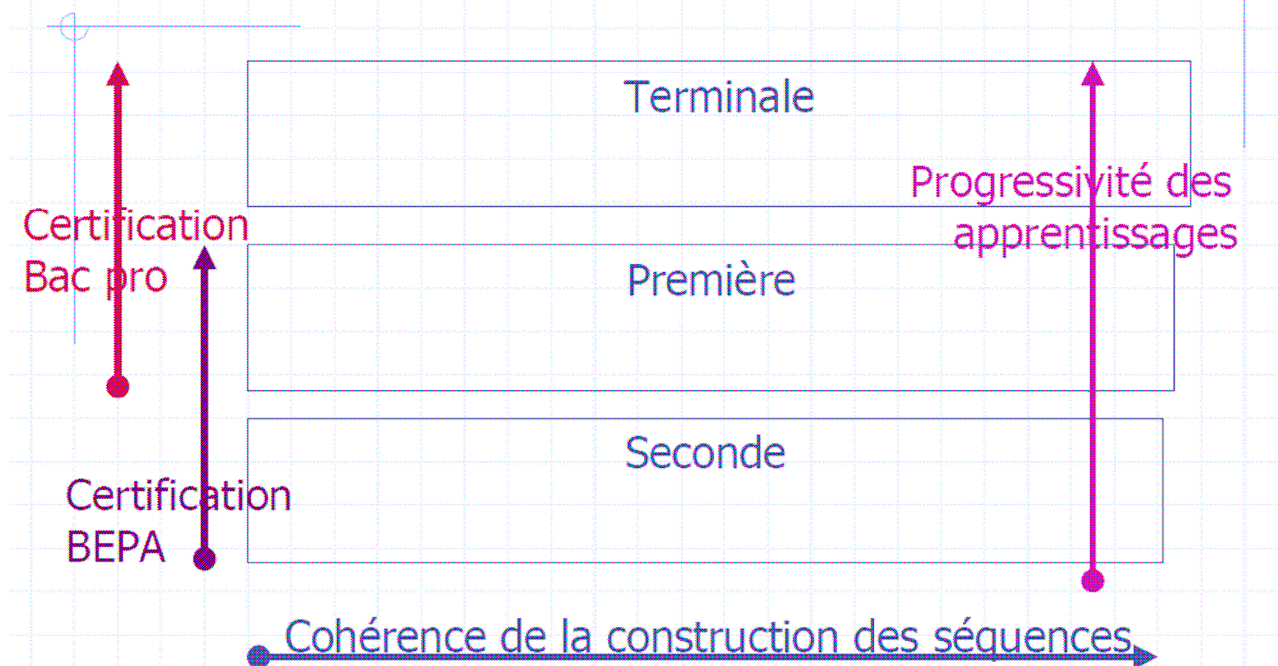 Terminale
Progressivité des
apprentissages
Certification
Bac pro
Première
Seconde
Certification
BEPA
Cohérence de la construction des séquences